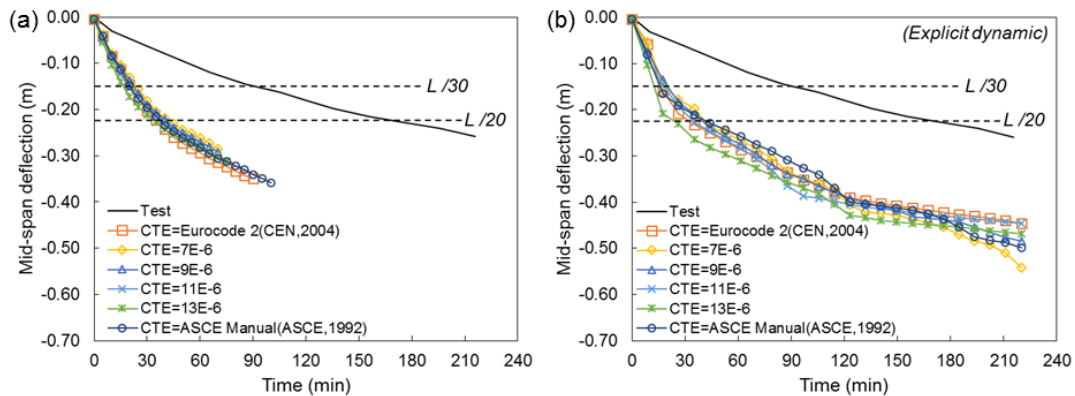 (a)
0.00
-0.10
-0.20
-0.30
-0.40
-0.50
-0.60
-0.70
Mid-span deflection (m)
L /30
L /20
Test
CTE=Eurocode 2(CEN,2004)
CTE=7E-6
CTE=9E-6
CTE=11E-6
CTE=13E-6
CTE=ASCE Manual(ASCE,1992)
0 30 60 90 120 150 180 210 240
Time (min)
(b)
(Explicit dynamic)
0.00
-0.10
-0.20
-0.30
-0.40
-0.50
-0.60
-0.70
Mid-span deflection (m)
L /30
L /20
Test
CTE=Eurocode 2(CEN,2004)
CTE=7E-6
CTE=9E-6
CTE=11E-6
CTE=13E-6
CTE=ASCE Manual(ASCE,1992)
0 30 60 90 120 150 180 210 240
Time (min)